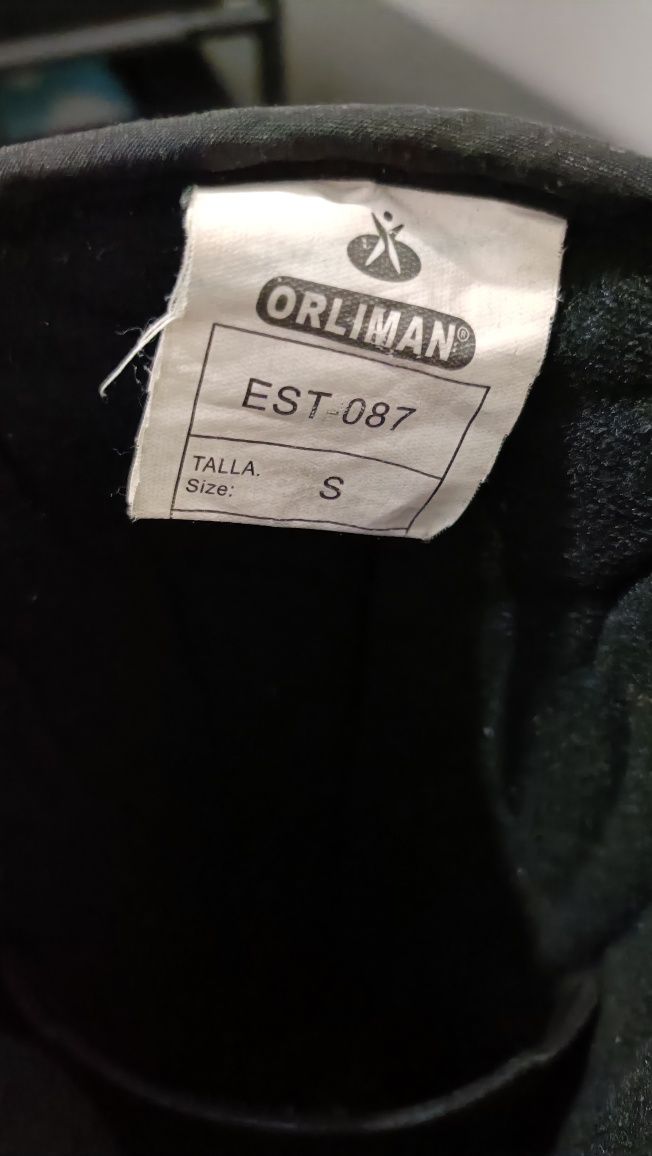 ORLIMAN®
EST-087
TALLA.
Size: S